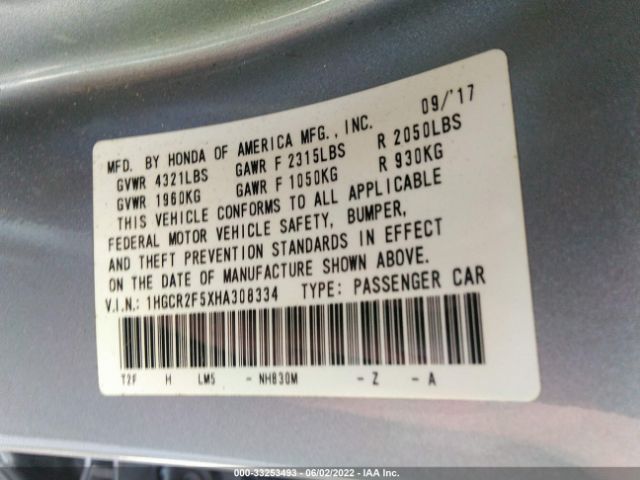 09/'17
MFD. BY HONDA OF AMERICA MFG., INC.
GVWR 4321LBS GAWR F 2315LBS R 2050LBS
GVWR 1960KG GAWR F 1050KG R 930KG
THIS VEHICLE CONFORMS TO ALL APPLICABLE
FEDERAL MOTOR VEHICLE SAFETY, BUMPER,
AND THEFT PREVENTION STANDARDS IN EFFECT
ON THE DATE OF MANUFACTURE SHOWN ABOVE.
V.I.N.: 1HGCR2F5XHA308334 TYPE: PASSENGER CAR
T2F H LM5 - NH830M - Z - A
000-33253493 - 06/02/2022 - IAA Inc.